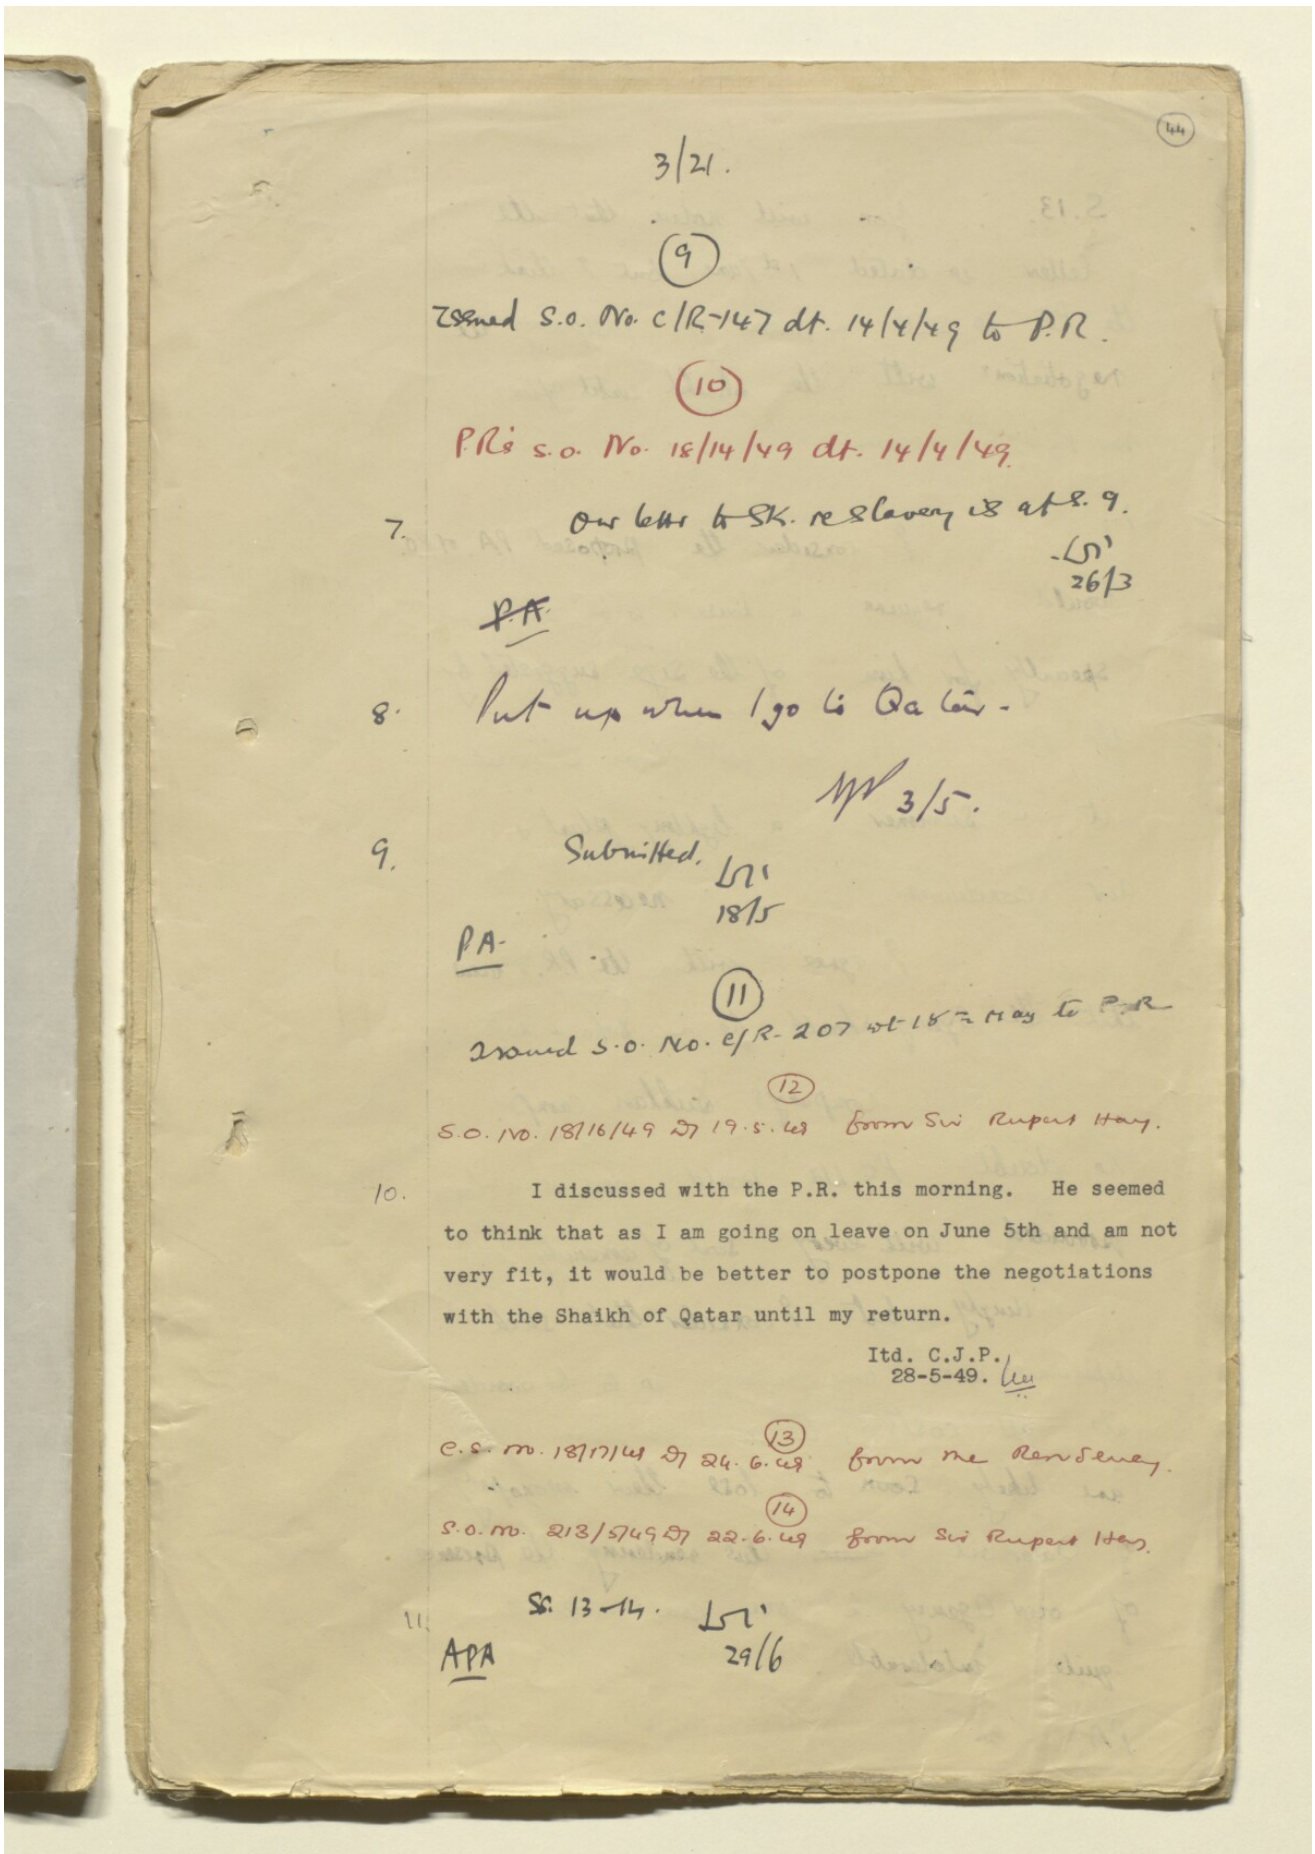 44
3/21.
9
Issued S.O. No. C/R-147 dt. 14/4/49 to P.R.
10
P.R's S.O. No. 18/14/49 dt. 14/4/49.
7. Our letter to SK. re slavery is at S. 9.
26/3
P.A.
8. Put up when I go to Qatar.
3/5.
9. Submitted.
18/5
P.A.
11
Issued S.O. No. C/R-207 dt 18th May to P.R
12
S.O. No. 18/16/49 D/ 19.5.49 from Sir Rupert Hay.
10. I discussed with the P.R. this morning. He seemed
to think that as I am going on leave on June 5th and am not
very fit, it would be better to postpone the negotiations
with the Shaikh of Qatar until my return.
Itd. C.J.P.
28-5-49.
13
C.S. No. 18/17/49 D/ 24.6.49 from the Residency.
14
S.O. No. 213/5/49 D/ 22.6.49 from Sir Rupert Hay.
11. Ss. 13-14.
29/6
APA